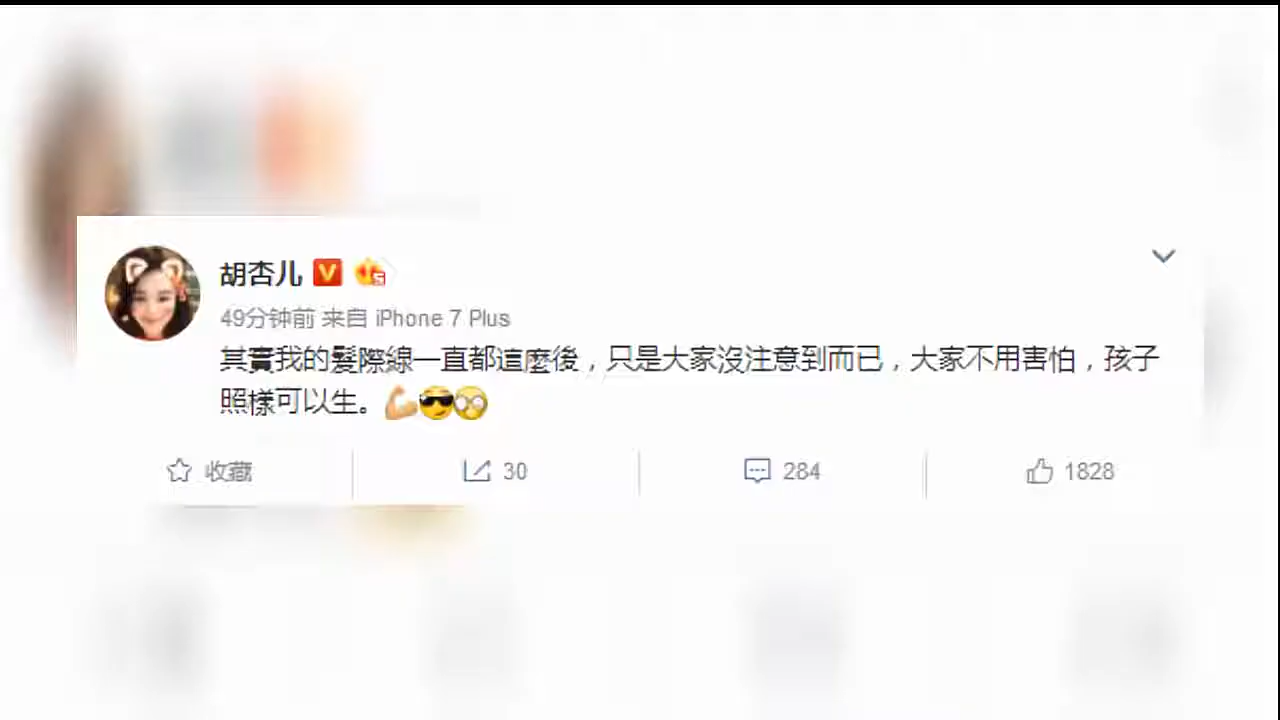 胡杏儿
49分钟前 来自 iPhone 7 Plus
其實我的髮際線一直都這麼後，只是大家沒注意到而已，大家不用害怕，孩子
照樣可以生。💪😎
收藏
30
284
1828